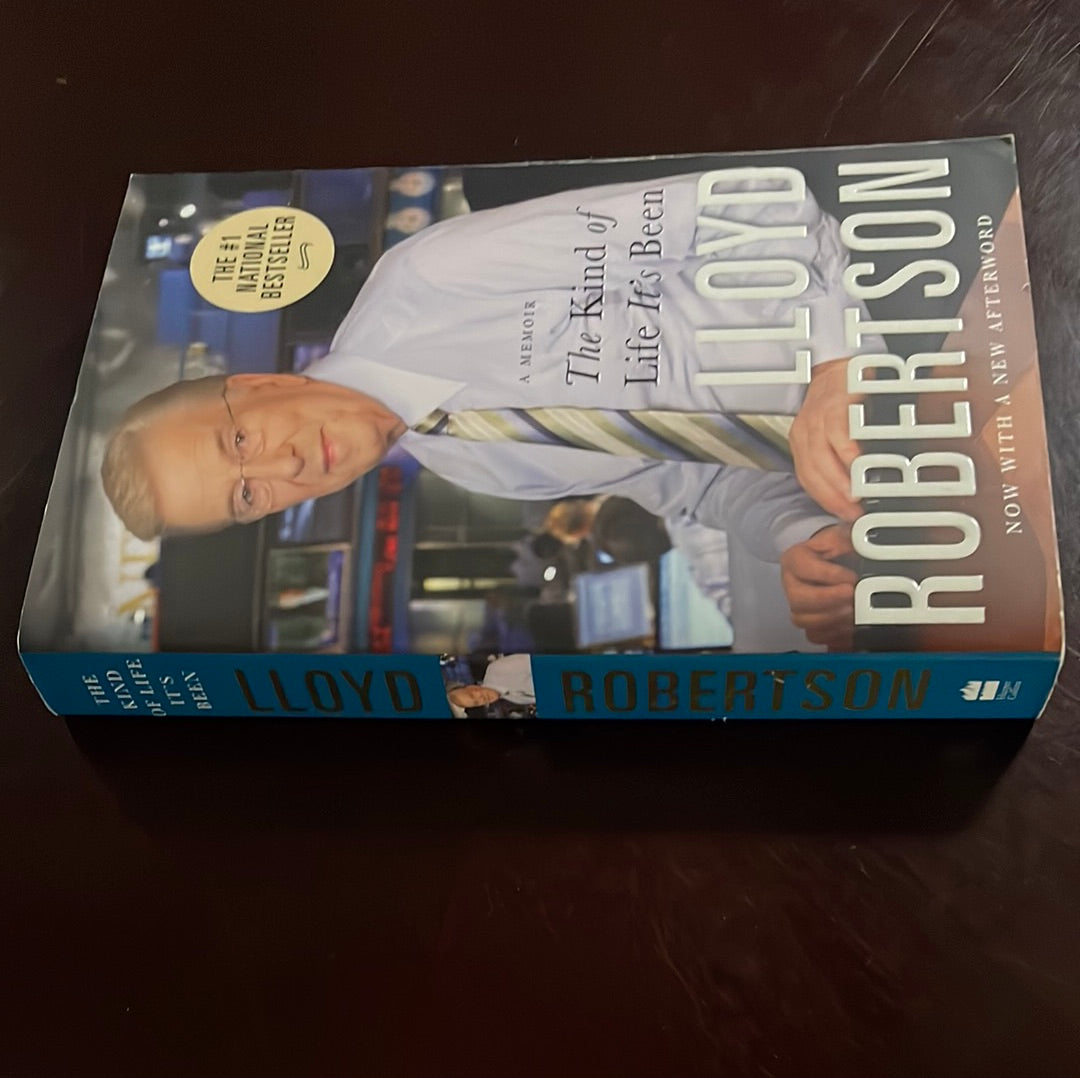 THE #1
NATIONAL
BESTSELLER
A MEMOIR
The Kind of
Life It's Been
LLOYD
ROBERTSON
NOW WITH A NEW AFTERWORD
THE
KIND
OF LIFE
IT'S
BEEN
LLOYD
ROBERTSON